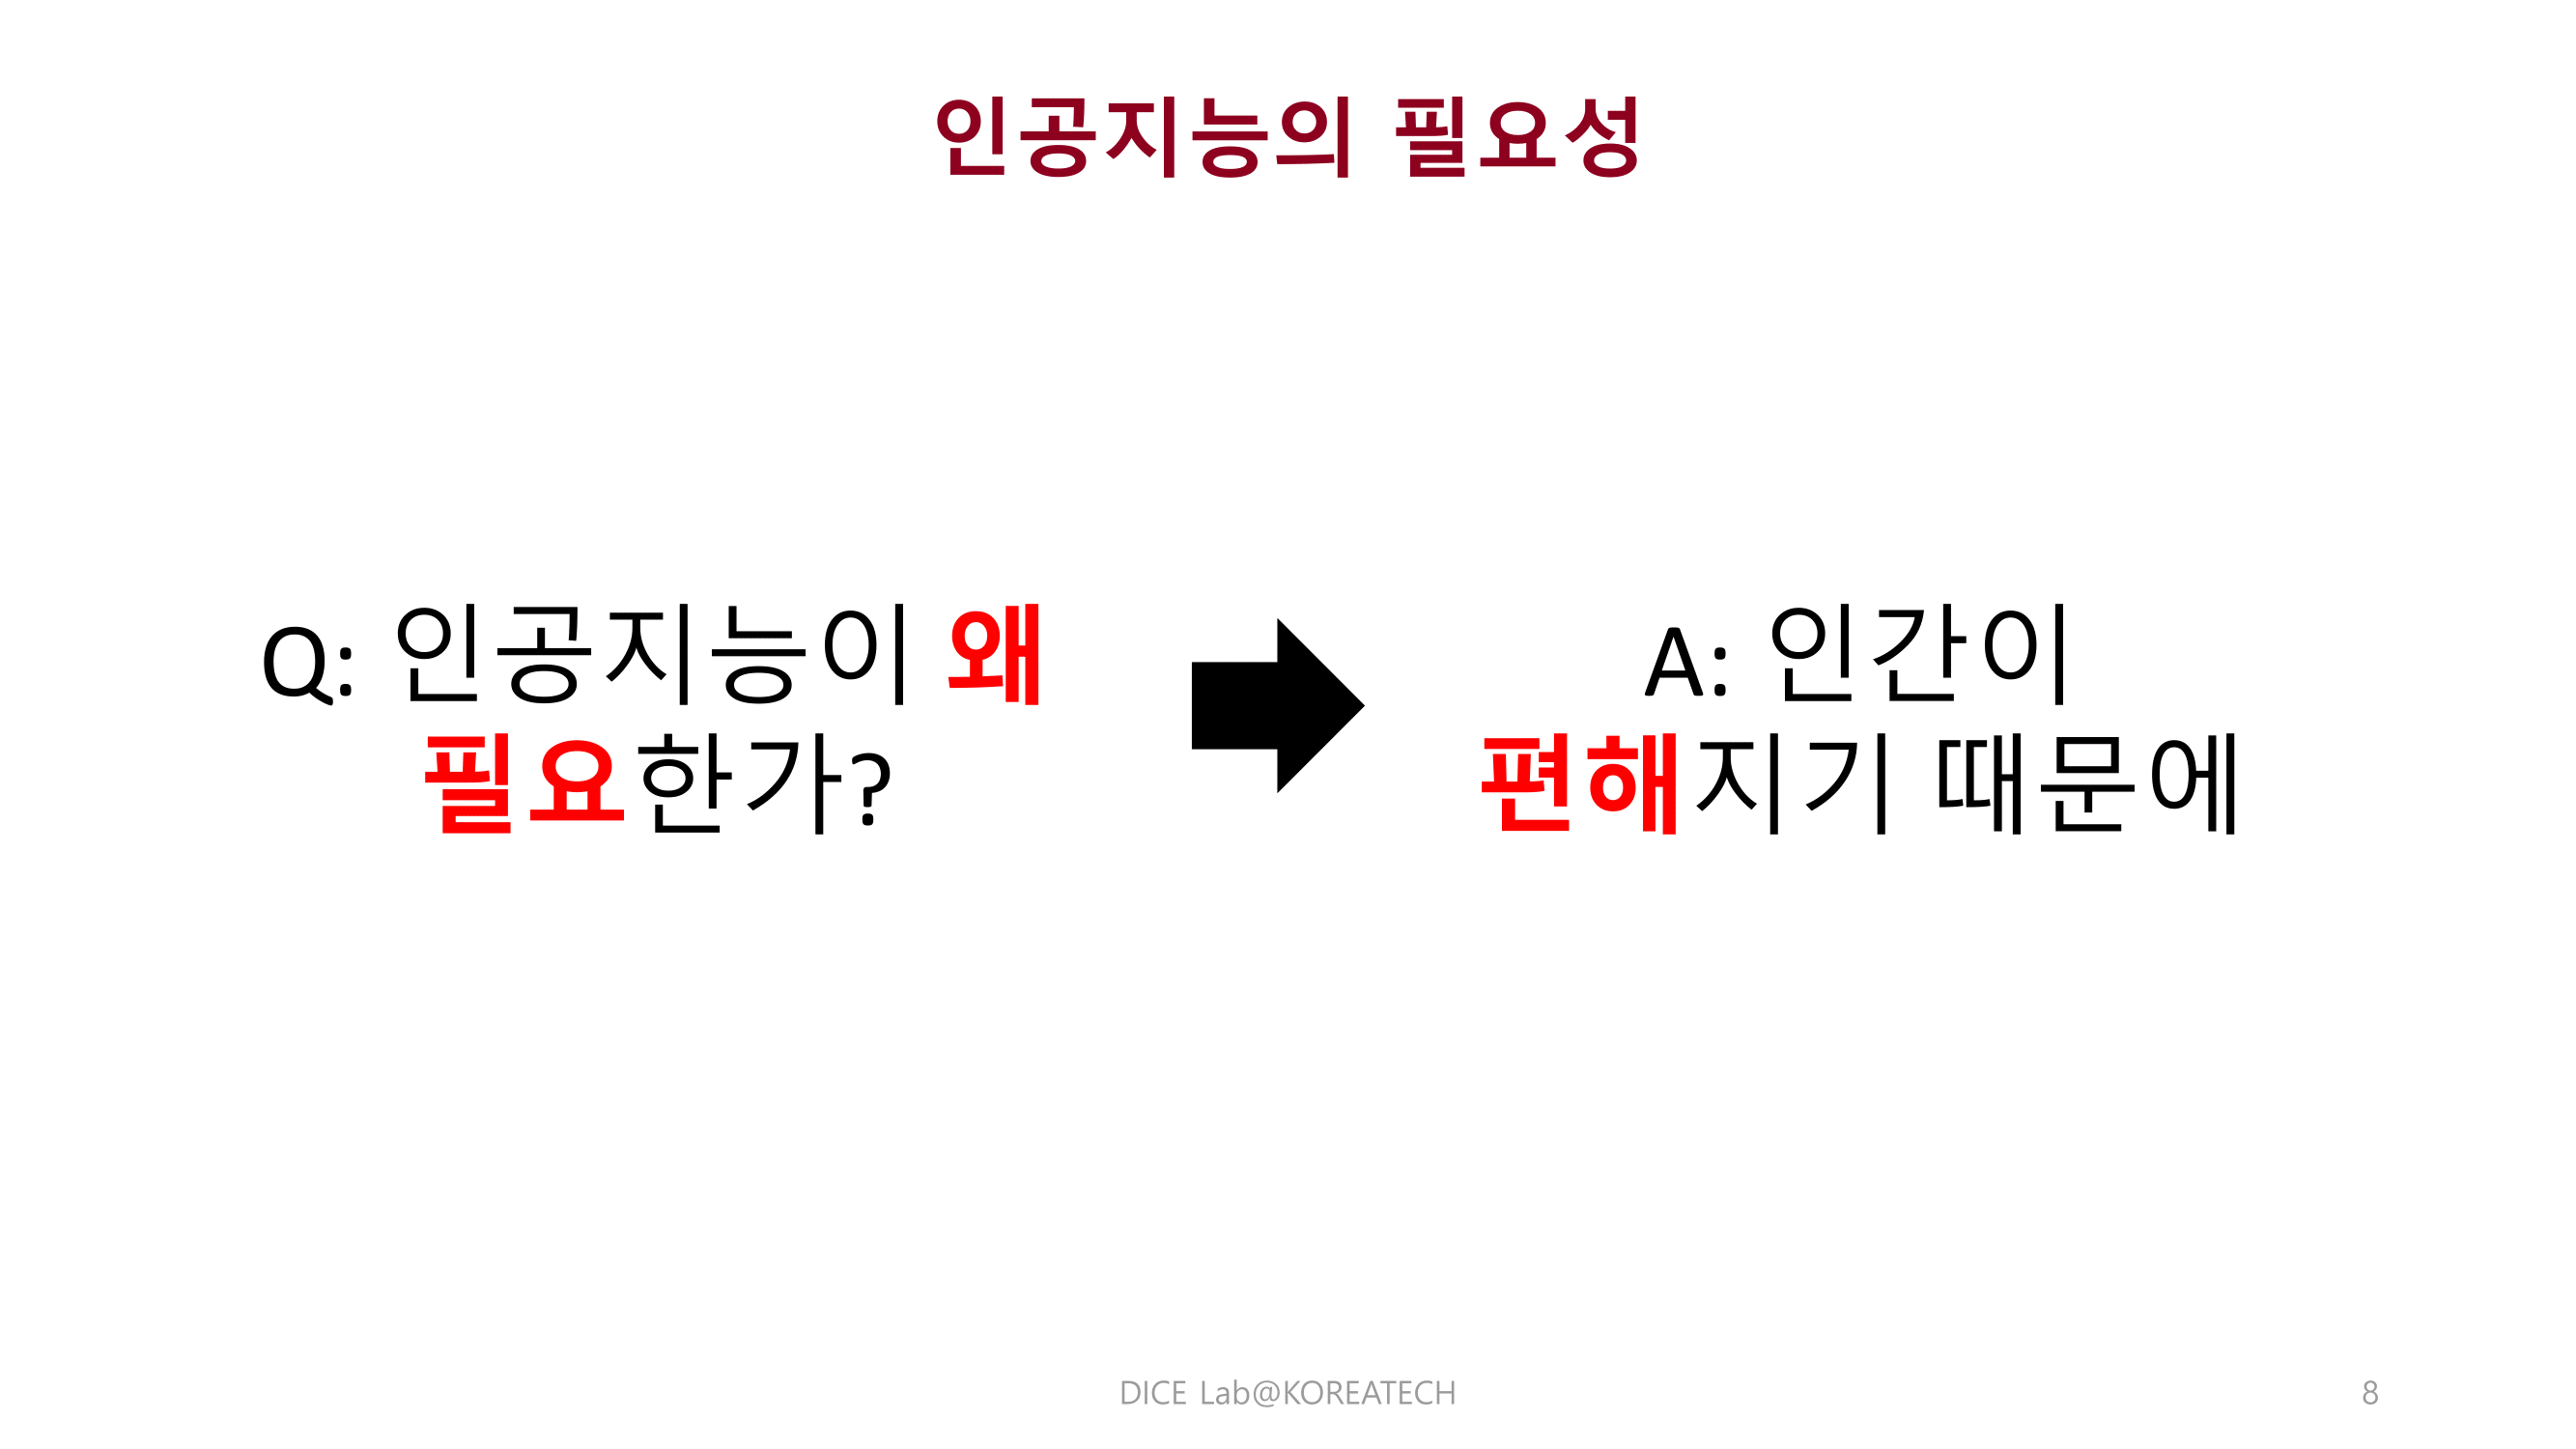 인공지능의 필요성
Q: 인공지능이 왜
필요한가?
A: 인간이
편해지기 때문에
DICE Lab@KOREATECH
8